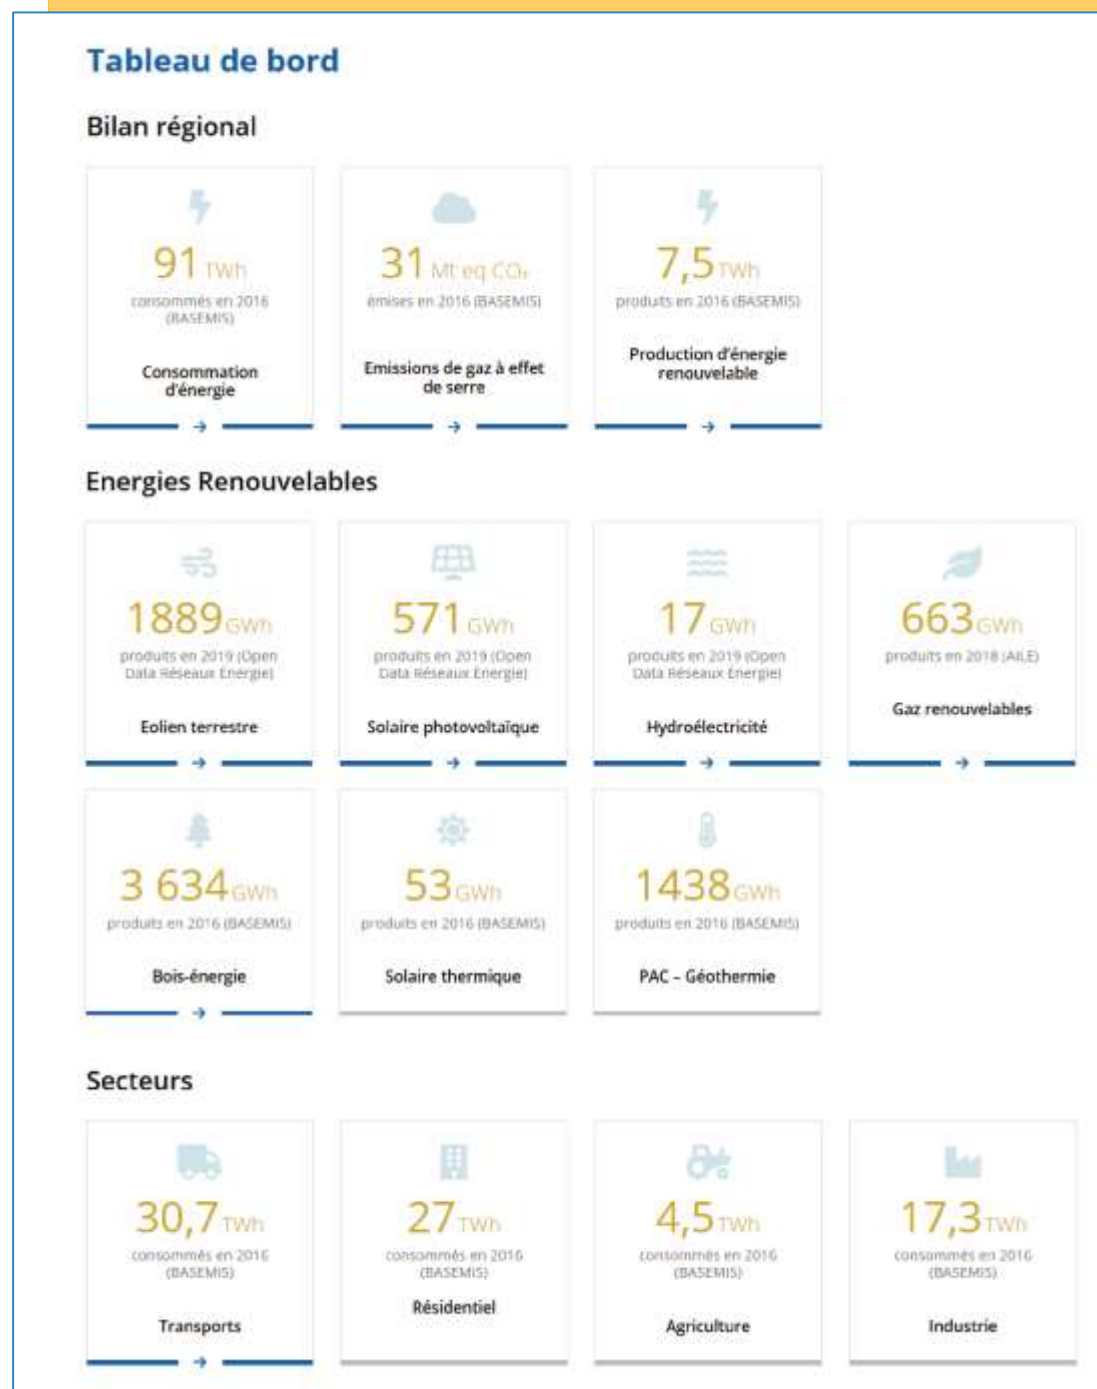 Tableau de bord
Bilan régional
91 TWh
consommés en 2016
(BASEMIS)
Consommation
d'énergie
31 Mt eq CO₂
émises en 2016 (BASEMIS)
Emissions de gaz à effet
de serre
7,5 TWh
produits en 2016 (BASEMIS)
Production d'énergie
renouvelable
Energies Renouvelables
1889 GWh
produits en 2019 (Open
Data Réseaux Energie)
Eolien terrestre
571 GWh
produits en 2019 (Open
Data Réseaux Energie)
Solaire photovoltaïque
17 GWh
produits en 2019 (Open
Data Réseaux Energie)
Hydroélectricité
663 GWh
produits en 2018 (AILE)
Gaz renouvelables
3 634 GWh
produits en 2016 (BASEMIS)
Bois-énergie
53 GWh
produits en 2016 (BASEMIS)
Solaire thermique
1438 GWh
produits en 2016 (BASEMIS)
PAC – Géothermie
Secteurs
30,7 TWh
consommés en 2016
(BASEMIS)
Transports
27 TWh
consommés en 2016
(BASEMIS)
Résidentiel
4,5 TWh
consommés en 2016
(BASEMIS)
Agriculture
17,3 TWh
consommés en 2016
(BASEMIS)
Industrie